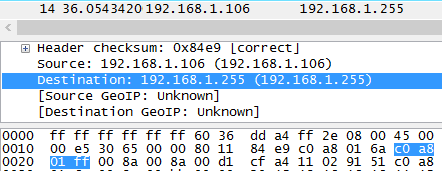 14 36.0543420 192.168.1.106 192.168.1.255
Header checksum: 0x84e9 [correct]
Source: 192.168.1.106 (192.168.1.106)
Destination: 192.168.1.255 (192.168.1.255)
[Source GeoIP: Unknown]
[Destination GeoIP: Unknown]
0000 ff ff ff ff ff ff 60 36 dd a4 ff 2e 08 00 45 00
0010 00 e5 30 65 00 00 80 11 84 e9 c0 a8 01 6a c0 a8
0020 01 ff 00 8a 00 8a 00 d1 cf a4 11 02 91 51 c0 a8